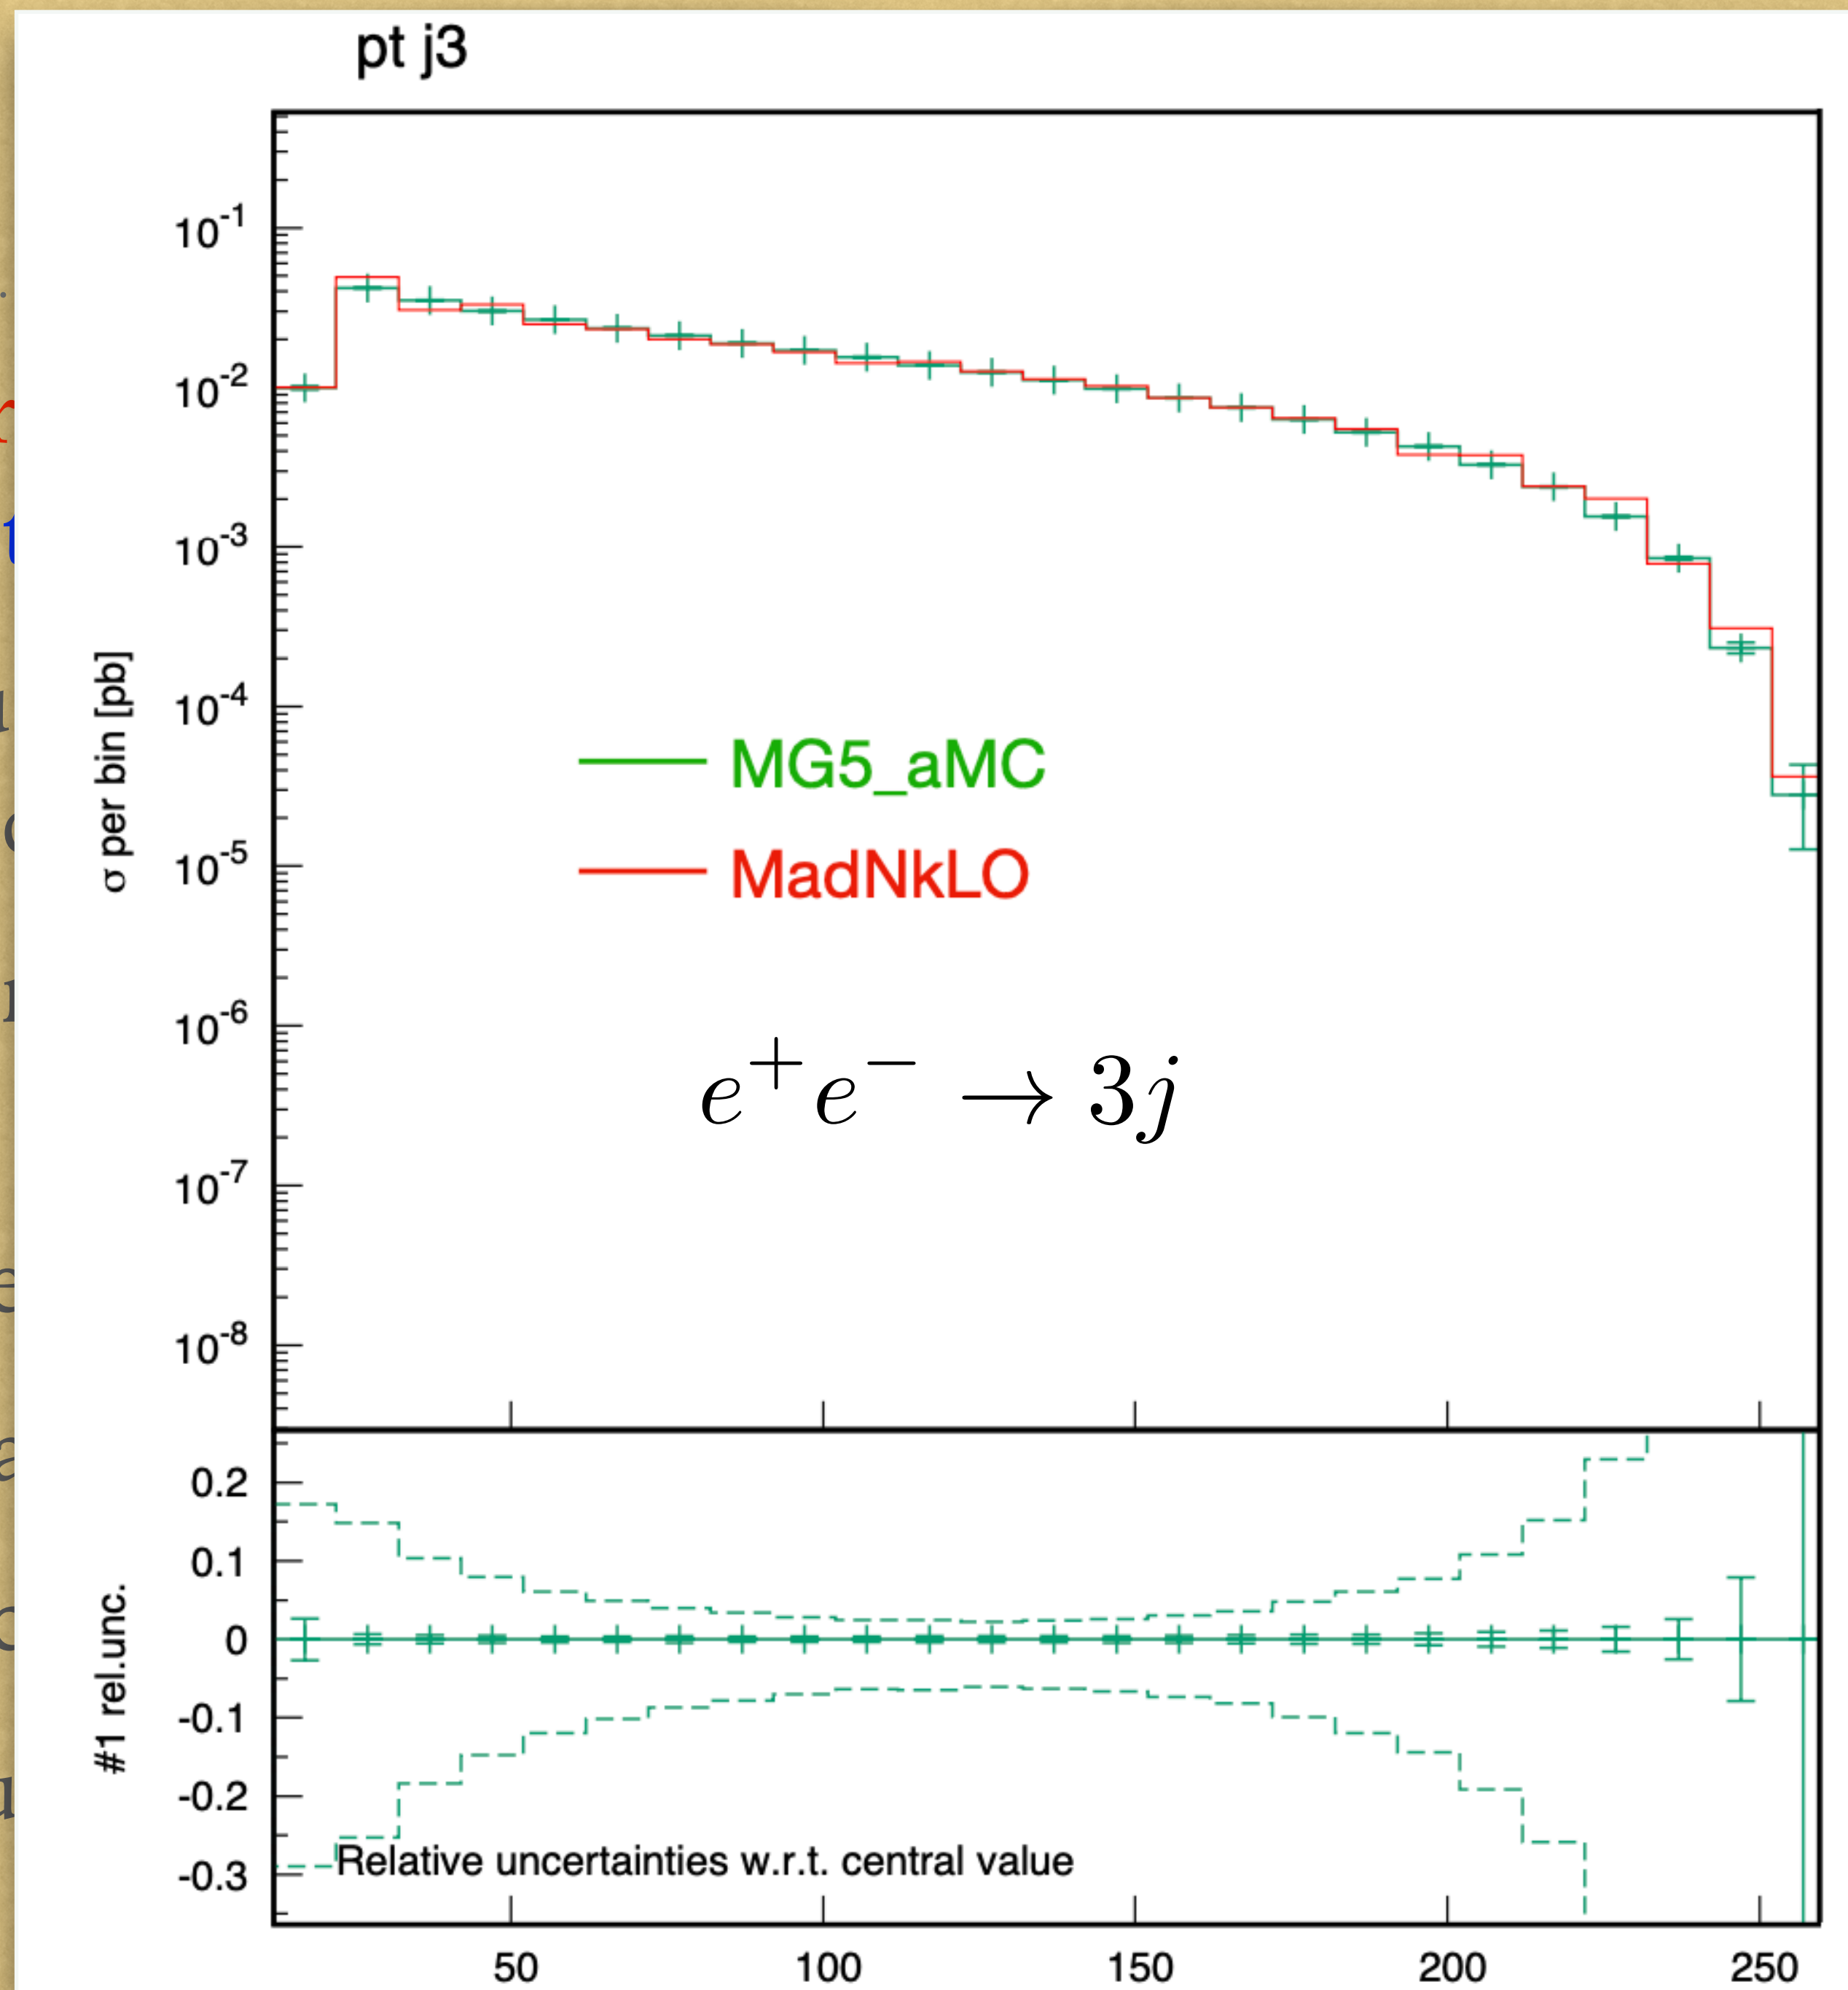 pt j3
10-1
10-2
10-3
10-4
10-5
10-6
10-7
10-8
σ per bin [pb]
MG5_aMC
MadNkLO
e+e− → 3j
0.2
0.1
0
-0.1
-0.2
-0.3
#1 rel.unc.
Relative uncertainties w.r.t. central value
50 100 150 200 250